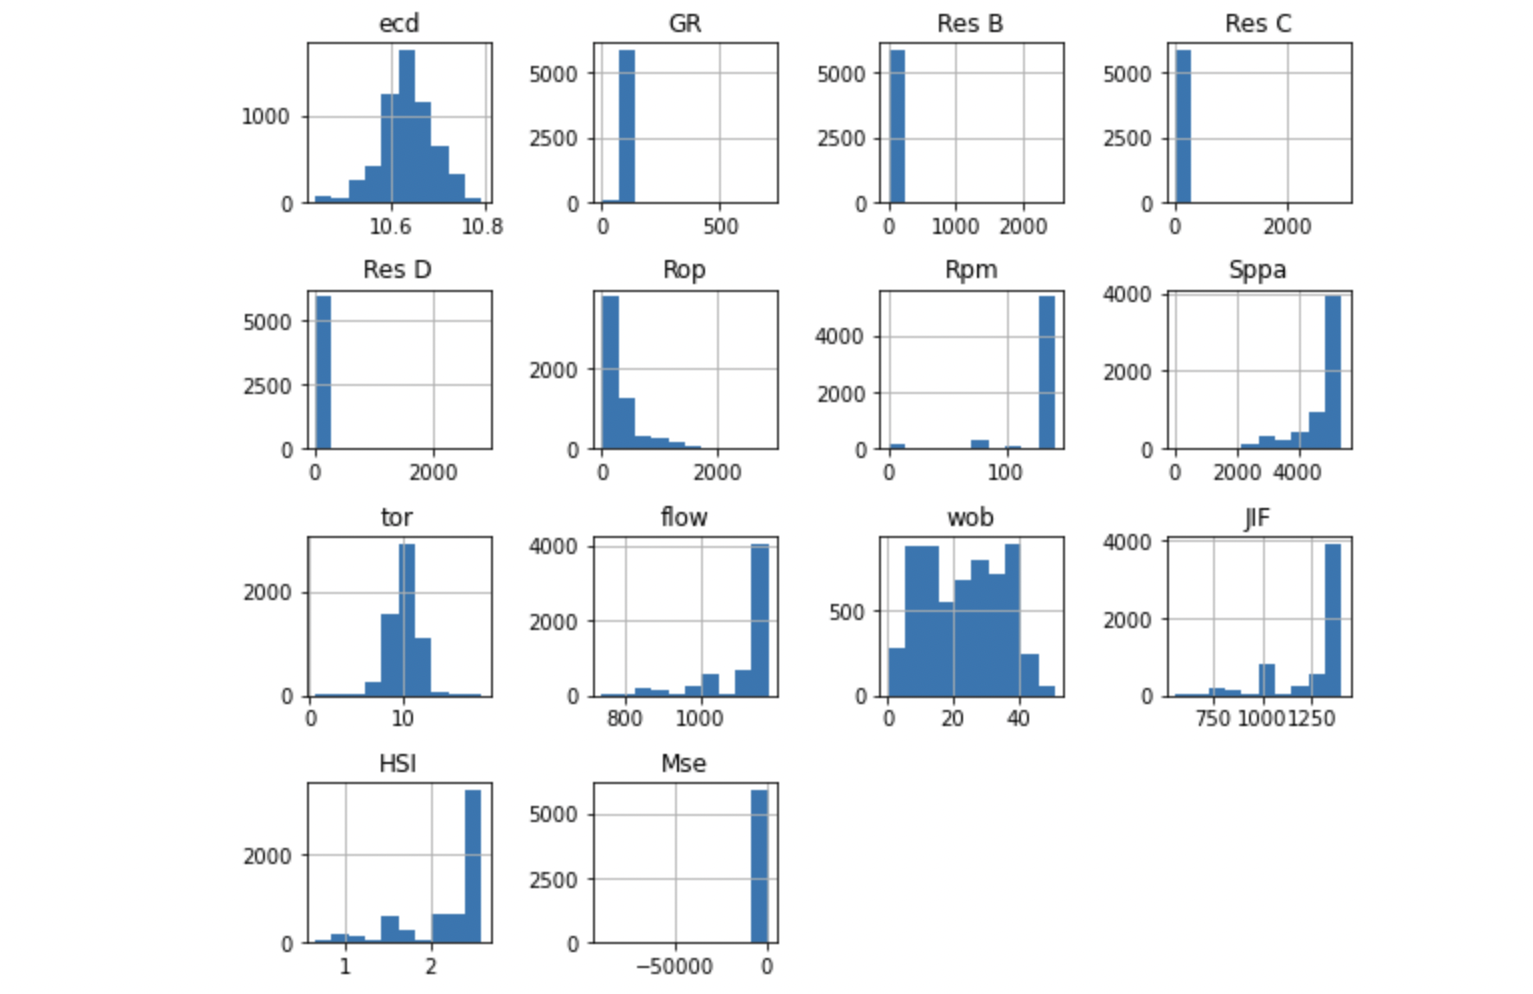 ecd GR Res B Res C
5000 5000 5000
1000 2500 2500 2500
0 0 0 0
10.6 10.8 0 500 0 1000 2000 0 2000
Res D Rop Rpm Sppa
5000 4000 4000
2500 2000 2000 2000
0 0 0 0
0 2000 0 2000 0 100 0 2000 4000
tor flow wob JIF
4000 4000
2000 2000 500 2000
0 0 0 0
0 10 800 1000 0 20 40 750 1000 1250
HSI Mse
5000
2000 2500
0 0
1 2 −50000 0